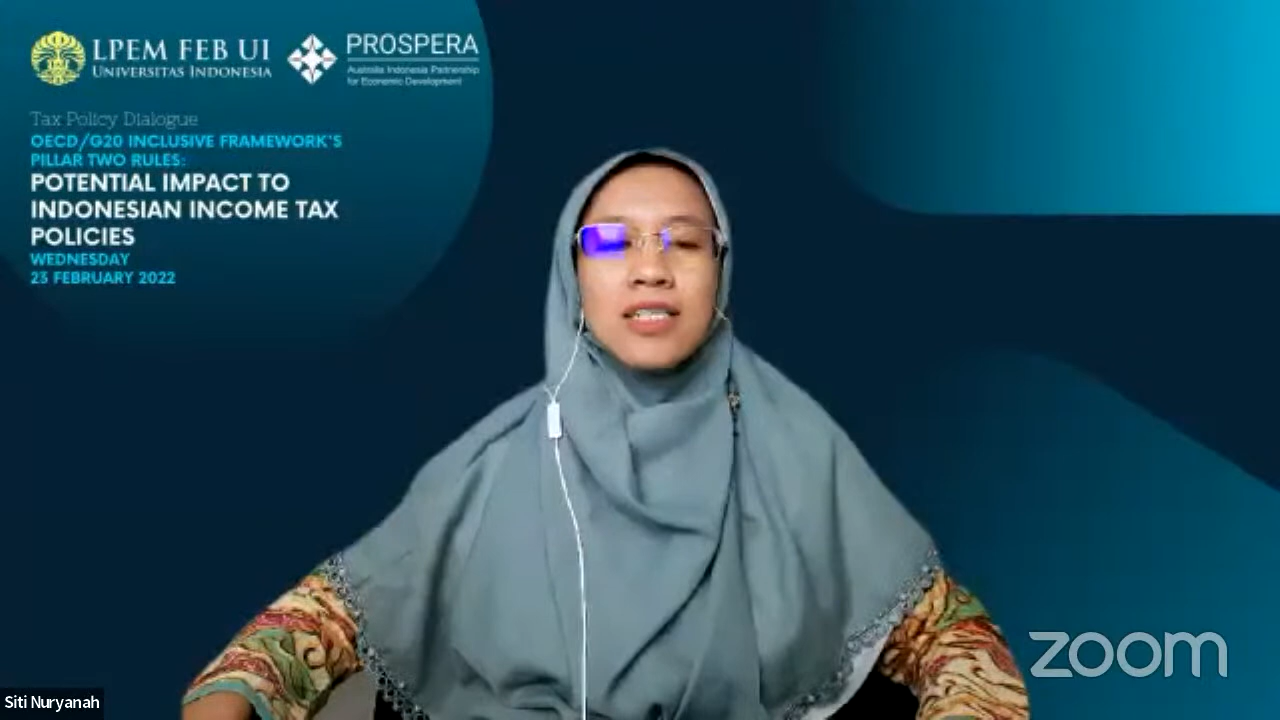 LPEM FEB UI
UNIVERSITAS INDONESIA
PROSPERA
Australia Indonesia Partnership
for Economic Development
Tax Policy Dialogue
OECD/G20 INCLUSIVE FRAMEWORK'S
PILLAR TWO RULES:
POTENTIAL IMPACT TO
INDONESIAN INCOME TAX
POLICIES
WEDNESDAY
23 FEBRUARY 2022
zoom
Siti Nuryanah